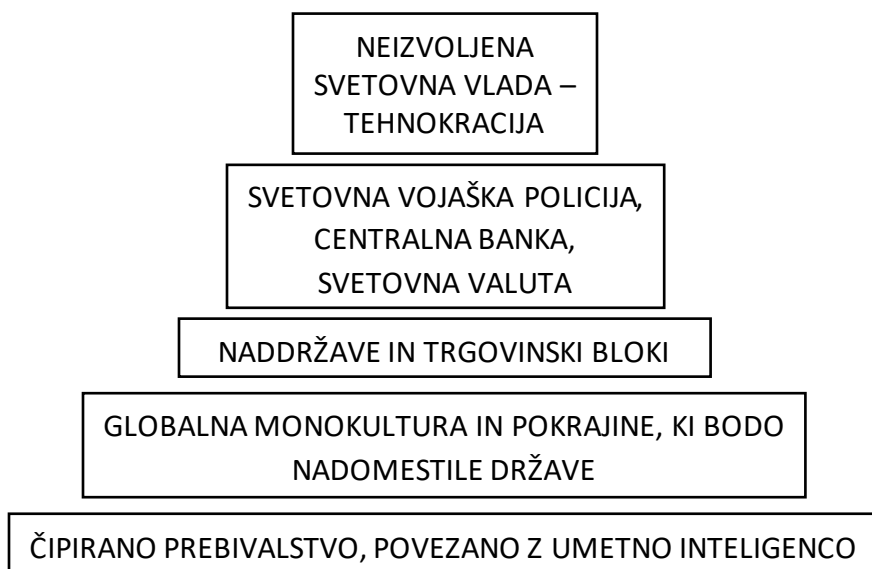 NEIZVOLJENA
SVETOVNA VLADA –
TEHNOKRACIJA
SVETOVNA VOJAŠKA POLICIJA,
CENTRALNA BANKA,
SVETOVNA VALUTA
NADDRŽAVE IN TRGOVINSKI BLOKI
GLOBALNA MONOKULTURA IN POKRAJINE, KI BODO
NADOMESTILE DRŽAVE
ČIPIRANO PREBIVALSTVO, POVEZANO Z UMETNO INTELIGENCO